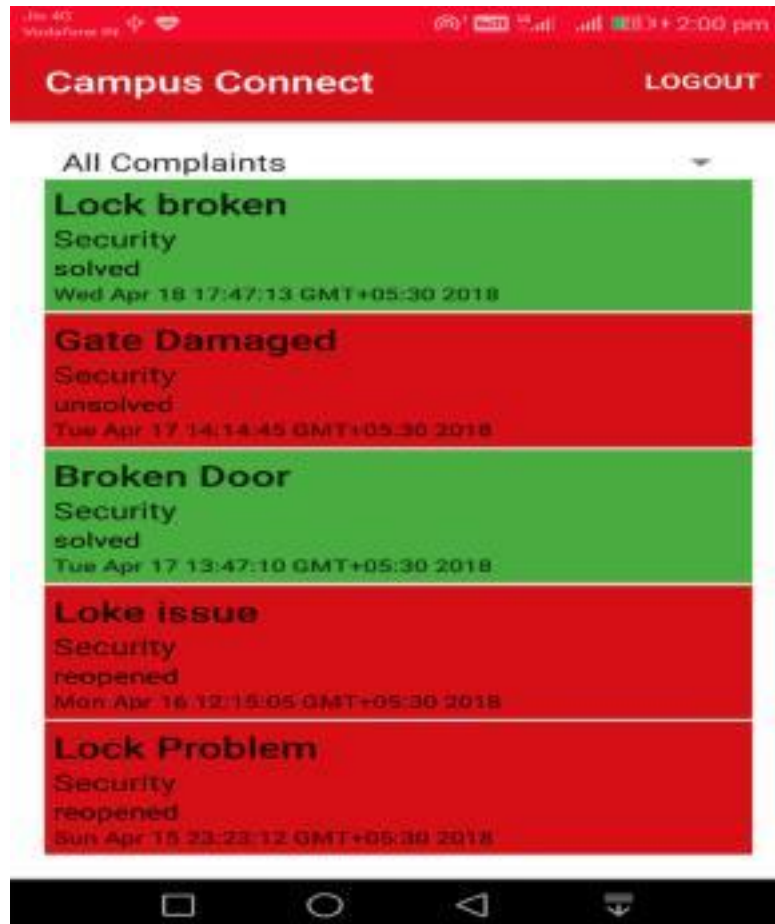 Jio 4G
Vodafone IN
2:00 pm
Campus Connect
LOGOUT
All Complaints
Lock broken
Security
solved
Wed Apr 18 17:47:13 GMT+05:30 2018
Gate Damaged
Security
unsolved
Tue Apr 17 14:14:45 GMT+05:30 2018
Broken Door
Security
solved
Tue Apr 17 13:47:10 GMT+05:30 2018
Loke issue
Security
reopened
Mon Apr 16 12:15:05 GMT+05:30 2018
Lock Problem
Security
reopened
Sun Apr 15 23:23:12 GMT+05:30 2018